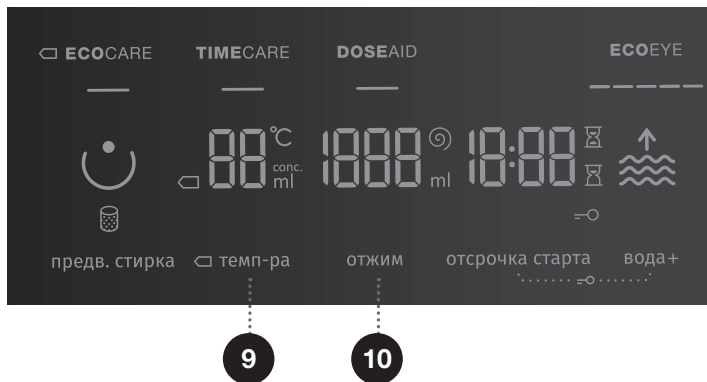 ECOCARE TIMECARE DOSEAID ECOEYE
88 °C 1888 18:88
conc.
ml ml
предв. стирка темп-ра отжим отсрочка старта вода+
9 10